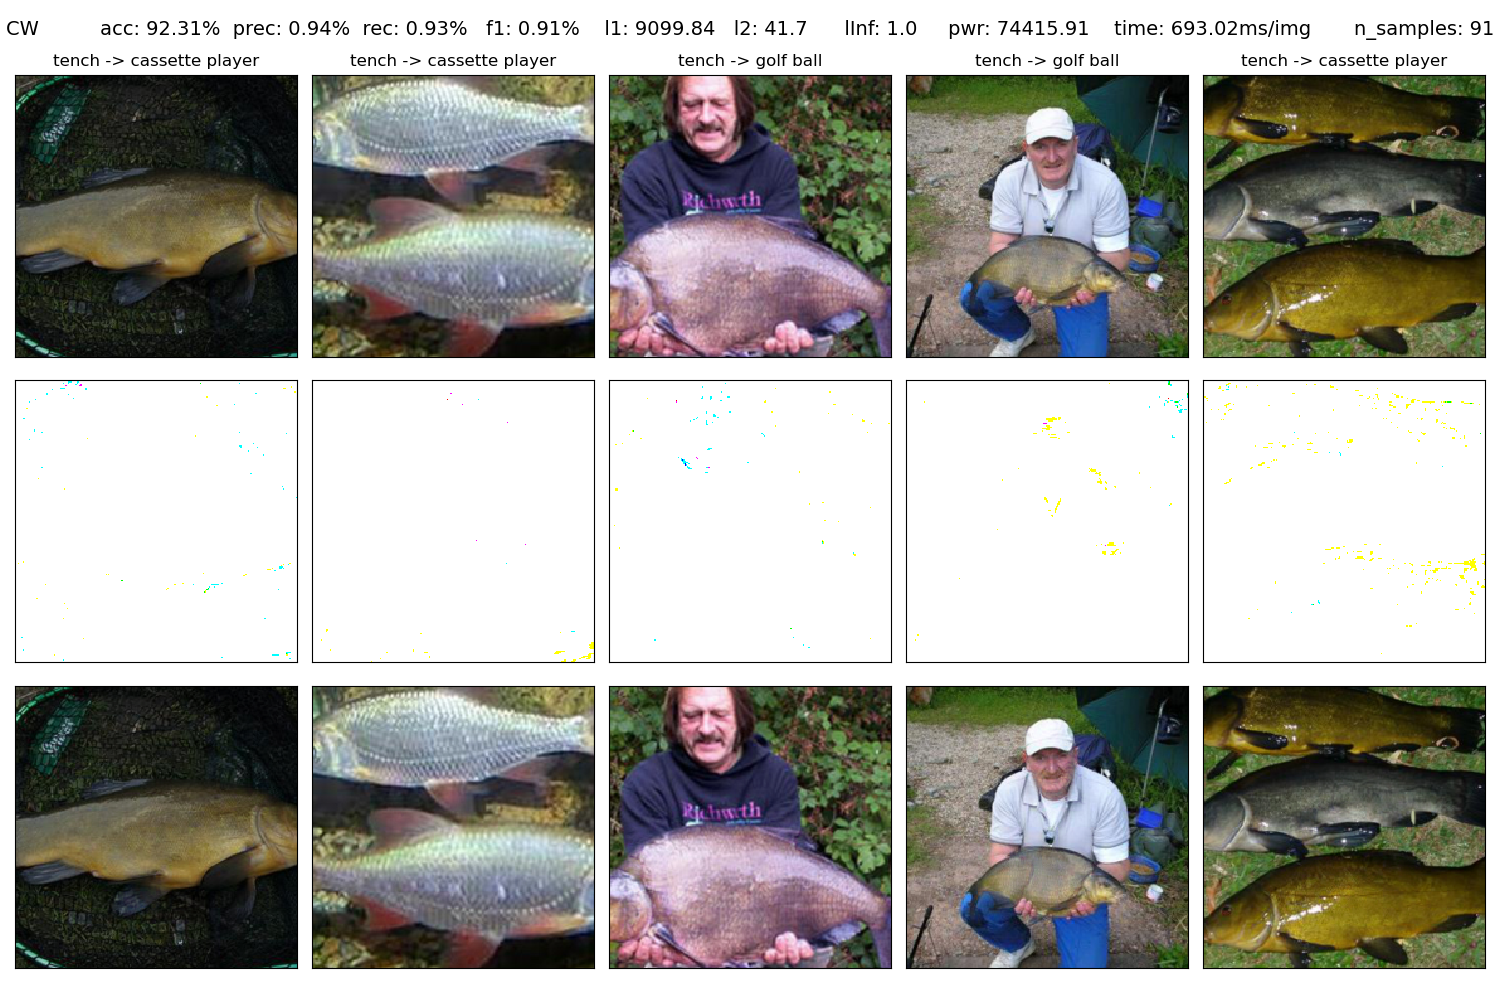 CW acc: 92.31% prec: 0.94% rec: 0.93% f1: 0.91% l1: 9099.84 l2: 41.7 lInf: 1.0 pwr: 74415.91 time: 693.02ms/img n_samples: 91
tench -> cassette player
tench -> cassette player
tench -> golf ball
tench -> golf ball
tench -> cassette player